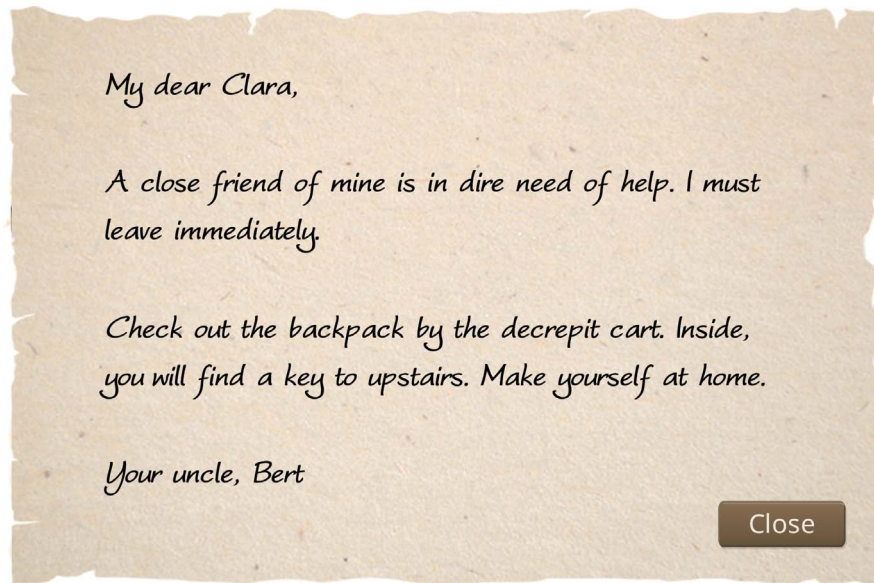 My dear Clara,
A close friend of mine is in dire need of help. I must
leave immediately.
Check out the backpack by the decrepit cart. Inside,
you will find a key to upstairs. Make yourself at home.
Your uncle, Bert
Close